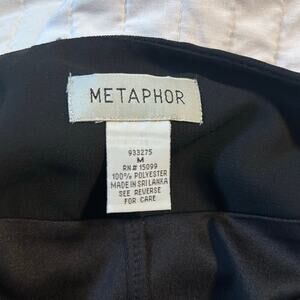 METAPHOR
933275
M
RN# 15099
100% POLYESTER
MADE IN SRI LANKA
SEE REVERSE
FOR CARE